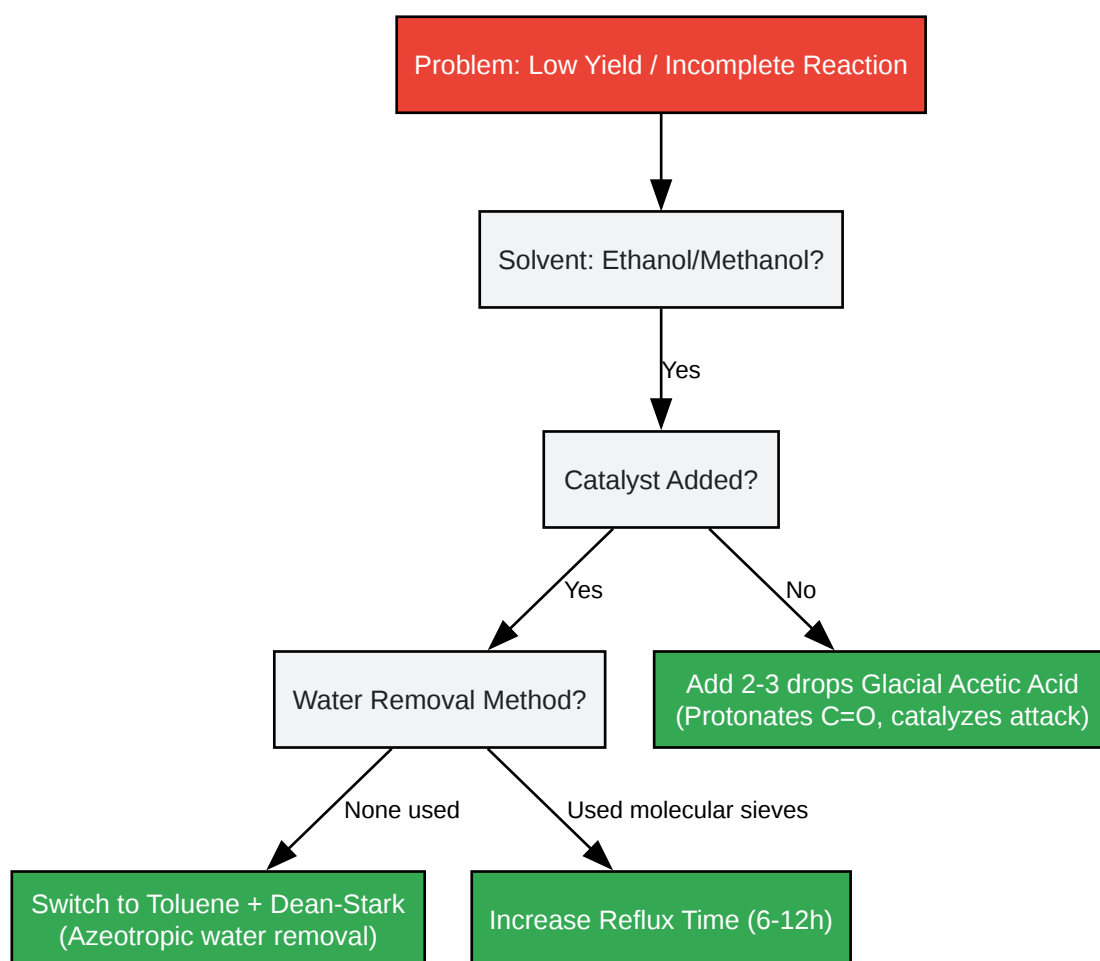 Problem: Low Yield / Incomplete Reaction
Solvent: Ethanol/Methanol?
Yes
Catalyst Added?
Yes
No
Water Removal Method?
Add 2-3 drops Glacial Acetic Acid
(Protonates C=O, catalyzes attack)
None used
Used molecular sieves
Switch to Toluene + Dean-Stark
(Azeotropic water removal)
Increase Reflux Time (6-12h)